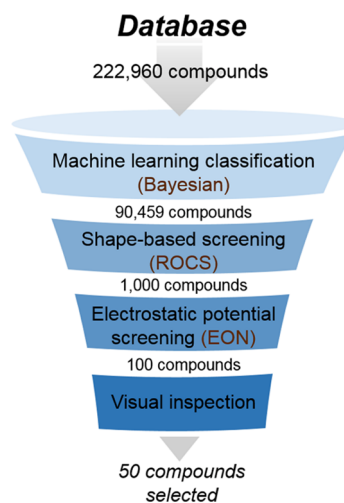 Database
222,960 compounds
Machine learning classification
(Bayesian)
90,459 compounds
Shape-based screening
(ROCS)
1,000 compounds
Electrostatic potential
screening (EON)
100 compounds
Visual inspection
50 compounds
selected